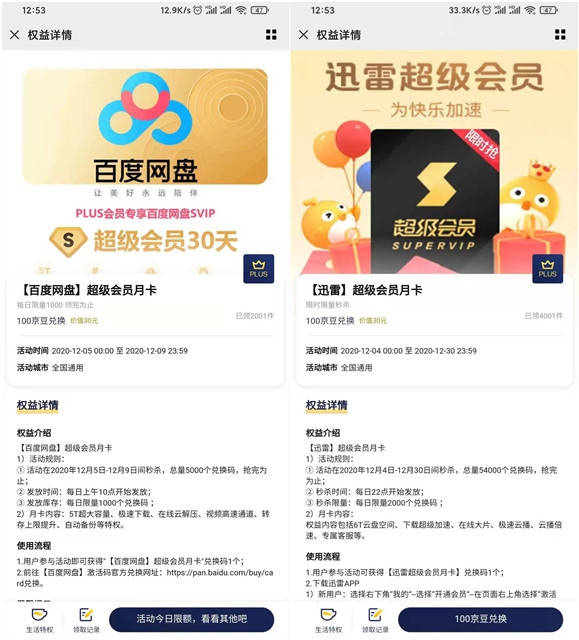 12:53
12.9K/s
47
权益详情
百度网盘
让美好永远陪伴
PLUS会员专享百度网盘SVIP
S 超级会员30天
PLUS
【百度网盘】超级会员月卡
每日限量1000 领完为止
100京豆兑换 价值30元
已领2001件
活动时间 2020-12-05 00:00 至 2020-12-09 23:59
活动城市 全国通用
权益详情
权益介绍
【百度网盘】超级会员月卡
1）活动规则：
① 活动在2020年12月5日-12月9日间秒杀，总量5000个兑换码，抢完为
止；
② 发放时间：每日上午10点开始发放；
③ 发放库存：每日限量1000个兑换码；
2）月卡内容：5T超大容量、极速下载、在线云解压、视频高速通道、转
存上限提升、自动备份等特权。
使用流程
1.用户参与活动即可获得"【百度网盘】超级会员月卡"兑换码1个；
2.前往【百度网盘】激活码官方兑换网址：https://pan.baidu.com/buy/ca
rd兑换。
生活特权
领取记录
活动今日限额，看看其他吧
12:53
33.3K/s
47
权益详情
迅雷超级会员
为快乐加速
限时抢
超级会员
SUPERVIP
PLUS
【迅雷】超级会员月卡
限时限量秒杀
100京豆兑换 价值30元
已领4001件
活动时间 2020-12-04 00:00 至 2020-12-30 23:59
活动城市 全国通用
权益详情
权益介绍
【迅雷】超级会员月卡
1）活动规则：
① 活动在2020年12月4日-12月30日间秒杀，总量54000个兑换码，抢完
为止；
② 秒杀时间：每日22点开始发放；
③ 秒杀限量：每日限量2000个兑换码；
2）月卡内容：
权益内容包括6T云盘空间、下载超级加速、在线大片、极速云播、云播倍
速、专属客服等。
使用流程
1.用户参与活动可获得【迅雷超级会员月卡】兑换码1个；
2.下载迅雷APP
1）新用户：选择右下角“我的”--选择“开通会员”--在页面右上角选择“激活
生活特权
领取记录
100京豆兑换